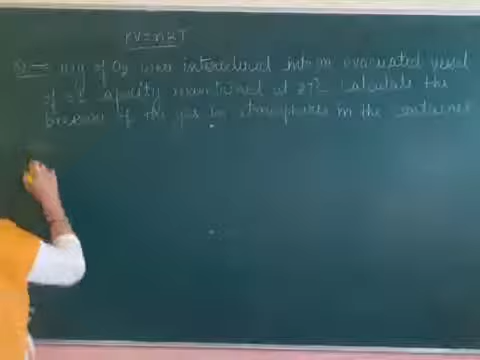 PV = nRT
of O2 were introduced into an evacuated vessel
of capacity maintained at 27°C calculate the
pressure of the gas in atmospheres in the container